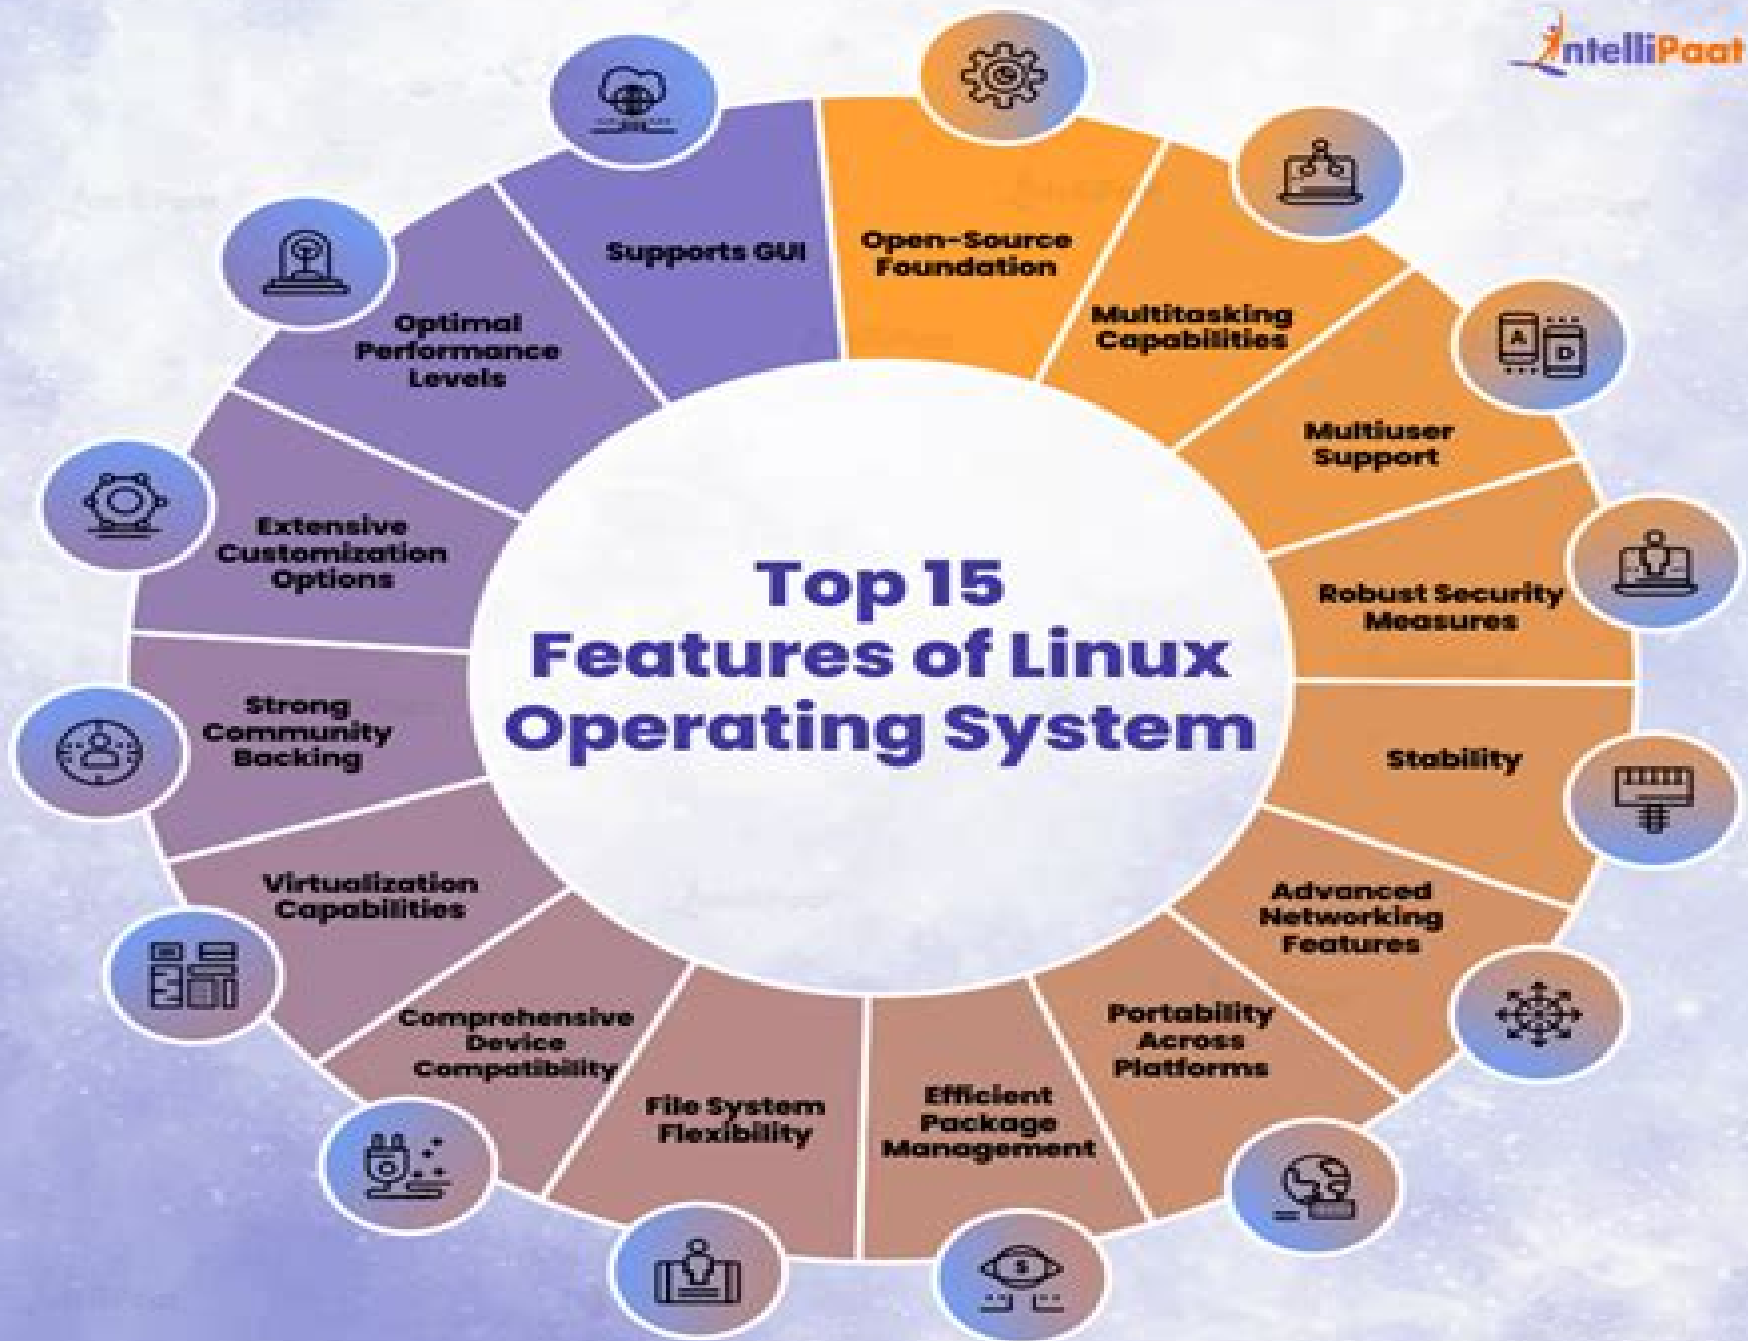 IntelliPaat
Top 15
Features of Linux
Operating System
Open-Source
Foundation
Multitasking
Capabilities
Multiuser
Support
A
D
Robust Security
Measures
Stability
Advanced
Networking
Features
Portability
Across
Platforms
Efficient
Package
Management
S
File System
Flexibility
Comprehensive
Device
Compatibility
Virtualization
Capabilities
Strong
Community
Backing
Extensive
Customization
Options
Optimal
Performance
Levels
Supports GUI